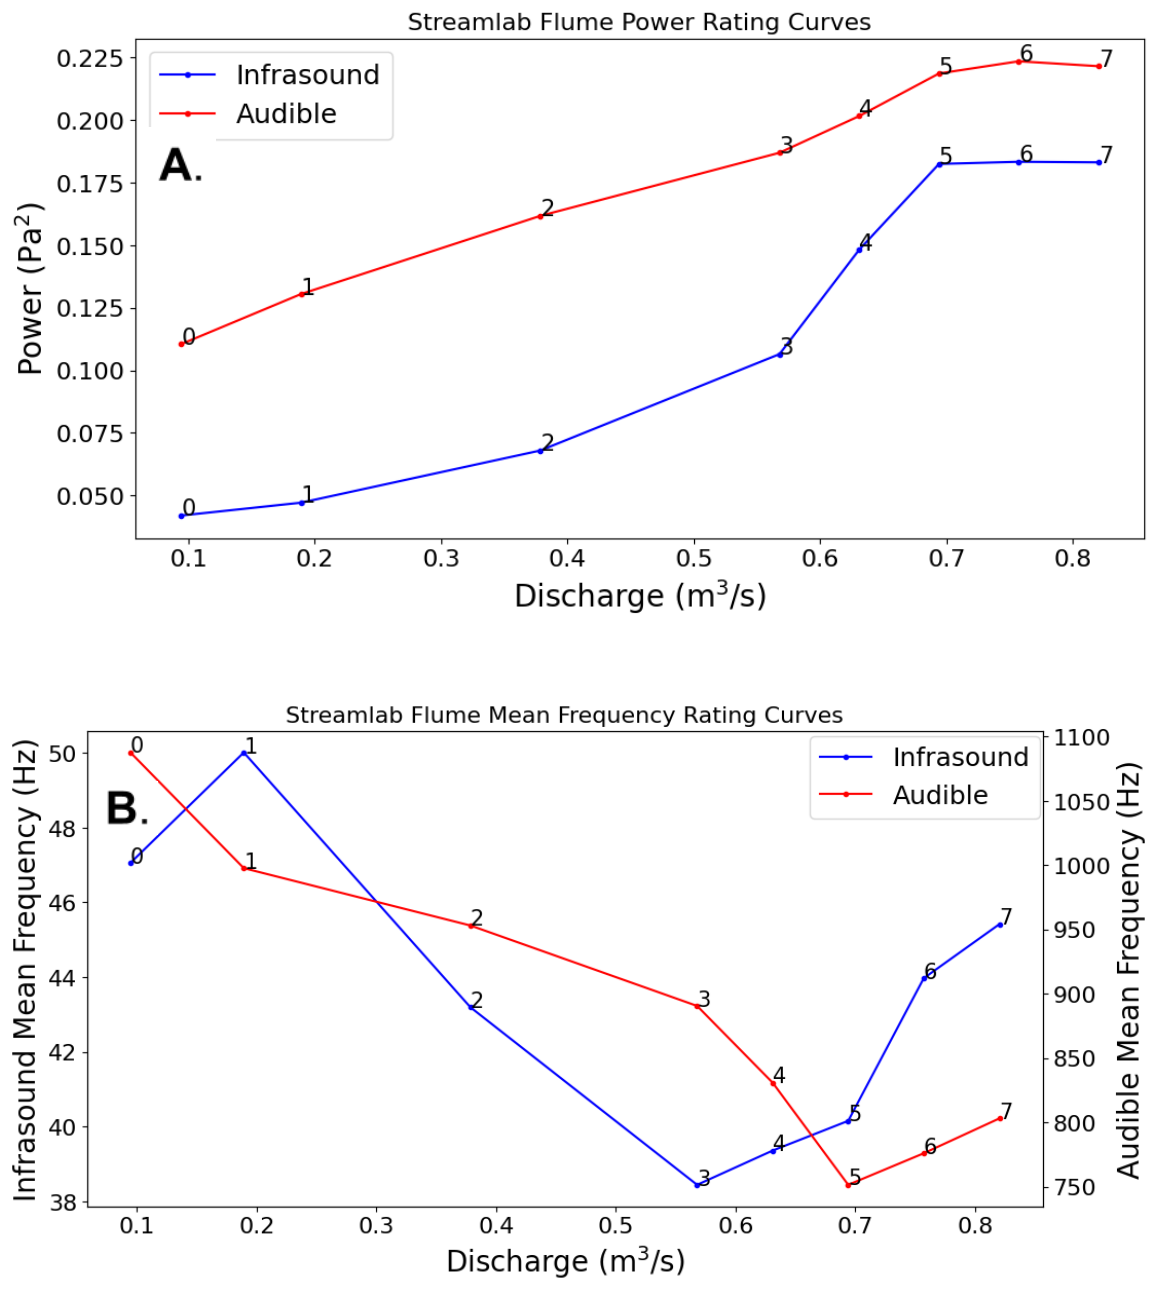 Streamlab Flume Power Rating Curves
Infrasound
Audible
A.
Power (Pa²)
0.225
0.200
0.175
0.150
0.125
0.100
0.075
0.050
0 1 2 3 4 5 6 7
0 1 2 3 4 5 6 7
0.1 0.2 0.3 0.4 0.5 0.6 0.7 0.8
Discharge (m³/s)
Streamlab Flume Mean Frequency Rating Curves
Infrasound
Audible
B.
Infrasound Mean Frequency (Hz)
50
48
46
44
42
40
38
0 1 2 3 4 5 6 7
0 1 2 3 4 5 6 7
1100
1050
1000
950
900
850
800
750
Audible Mean Frequency (Hz)
0.1 0.2 0.3 0.4 0.5 0.6 0.7 0.8
Discharge (m³/s)